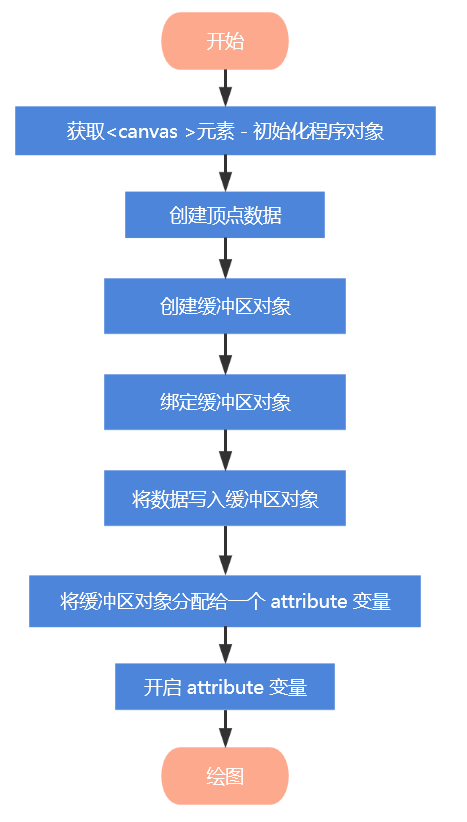 开始
获取<canvas >元素 - 初始化程序对象
创建顶点数据
创建缓冲区对象
绑定缓冲区对象
将数据写入缓冲区对象
将缓冲区对象分配给一个 attribute 变量
开启 attribute 变量
绘图